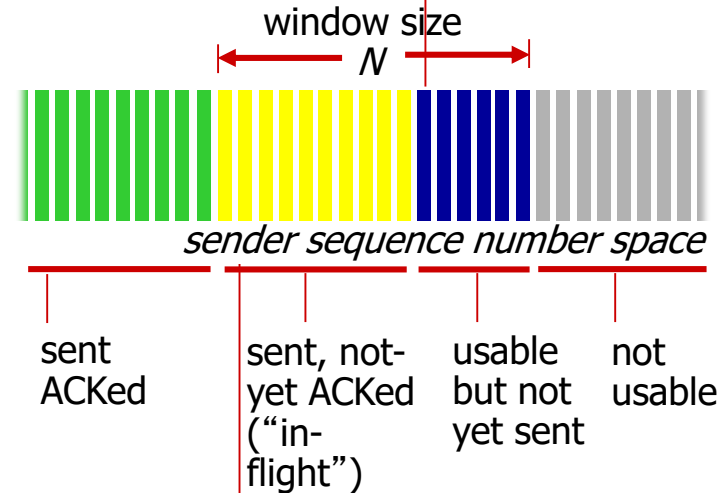 window size
N
sender sequence number space
sent
ACKed
sent, not-
yet ACKed
(“in-
flight”)
usable
but not
yet sent
not
usable